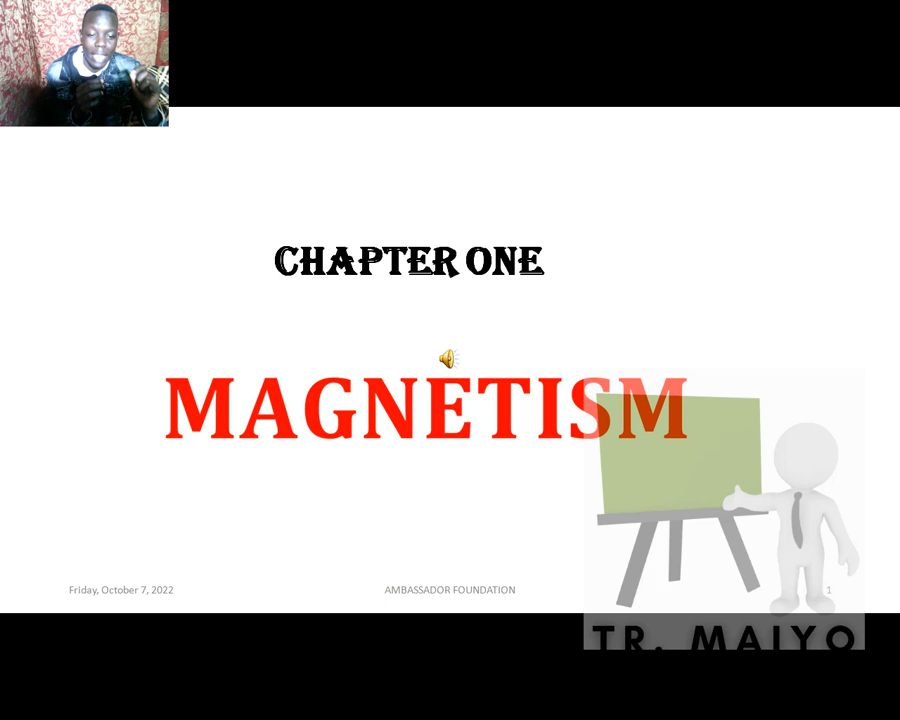 CHAPTER ONE
MAGNETISM
Friday, October 7, 2022
AMBASSADOR FOUNDATION
1
TR. MAIYO